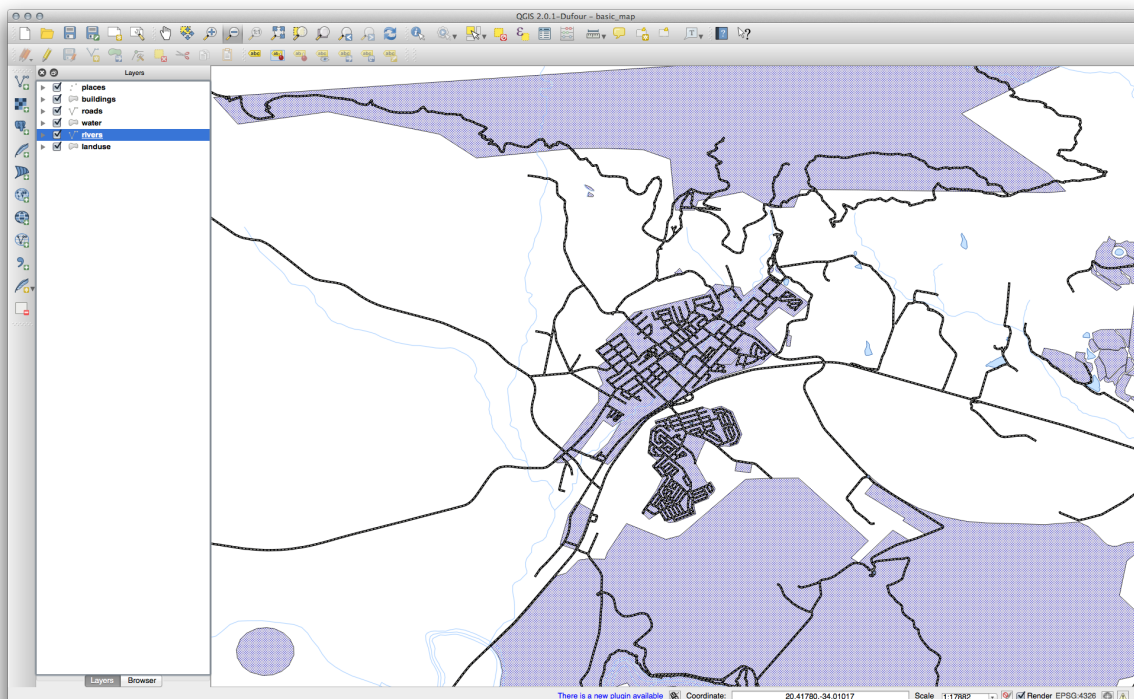 QGIS 2.0.1-Dufour – basic_map
Layers
places
buildings
roads
water
rivers
landuse
Layers
Browser
There is a new plugin available
Coordinate:
20.41780,-34.01017
Scale
1:17882
Render
EPSG:4326